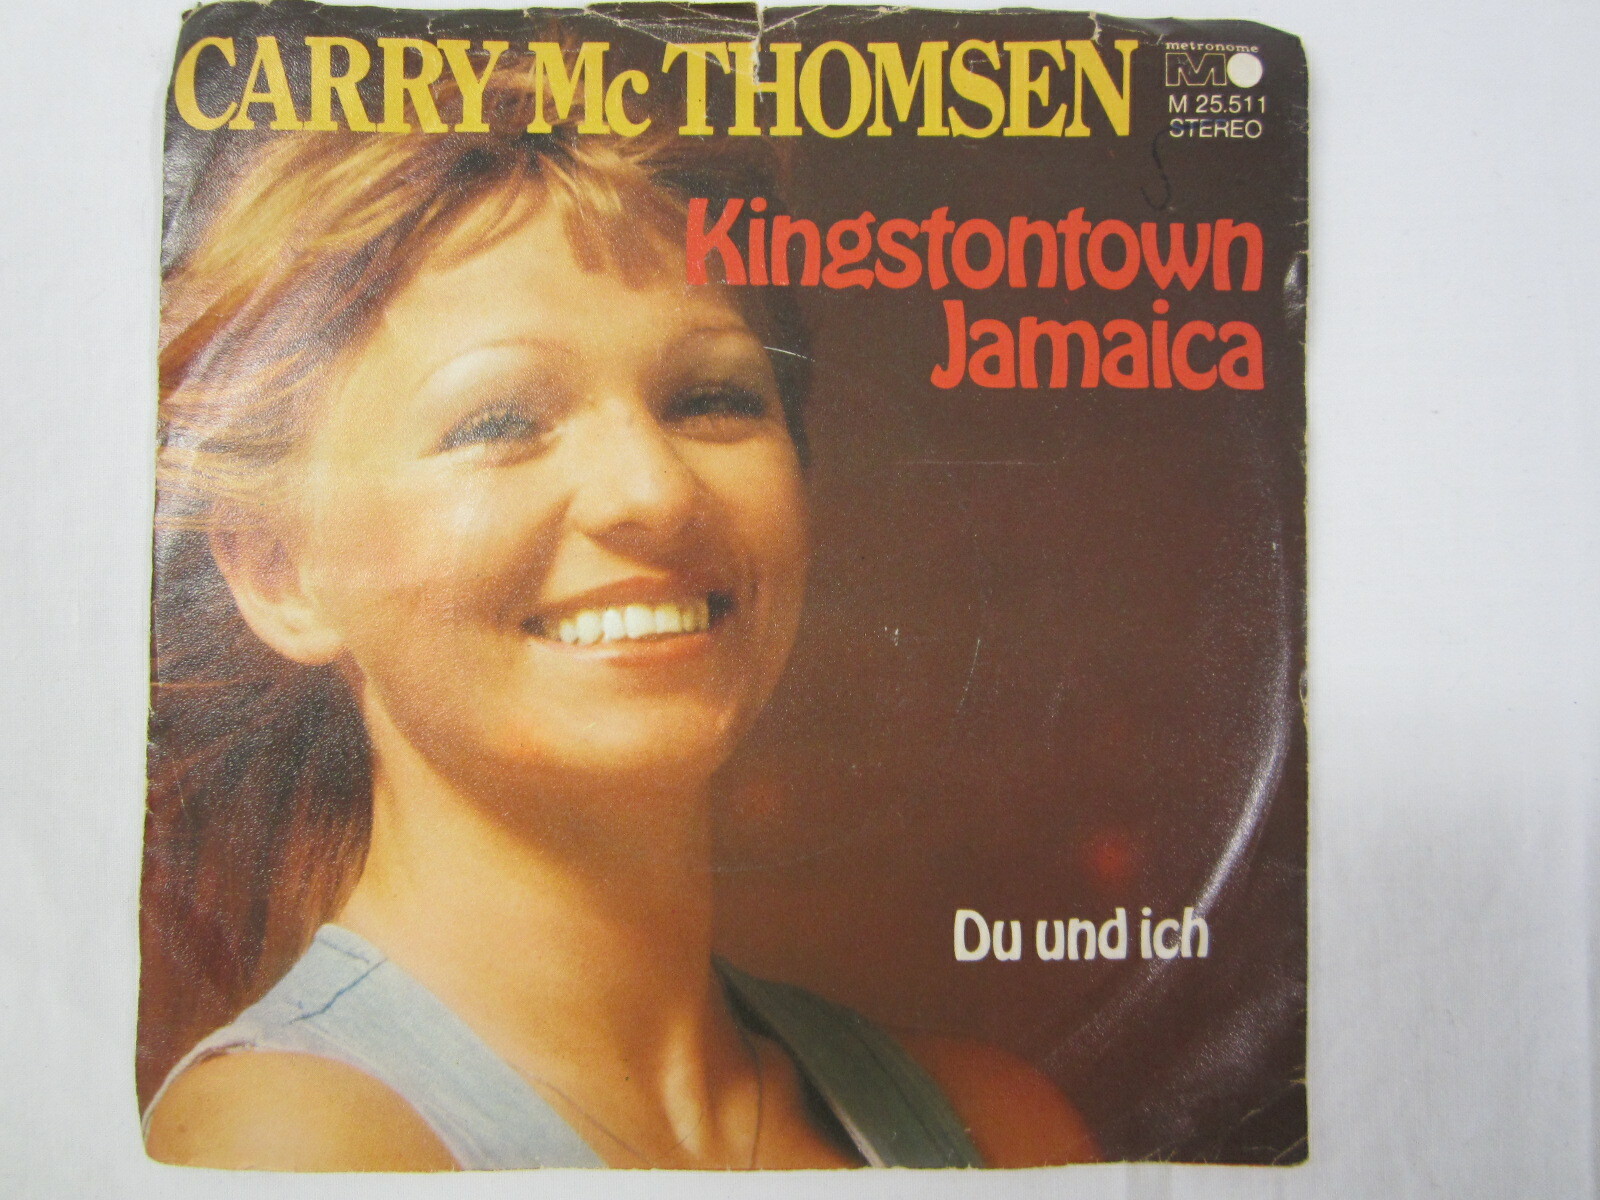 CARRY Mc THOMSEN
metronome
M 25.511
STEREO
Kingstontown
Jamaica
Du und ich